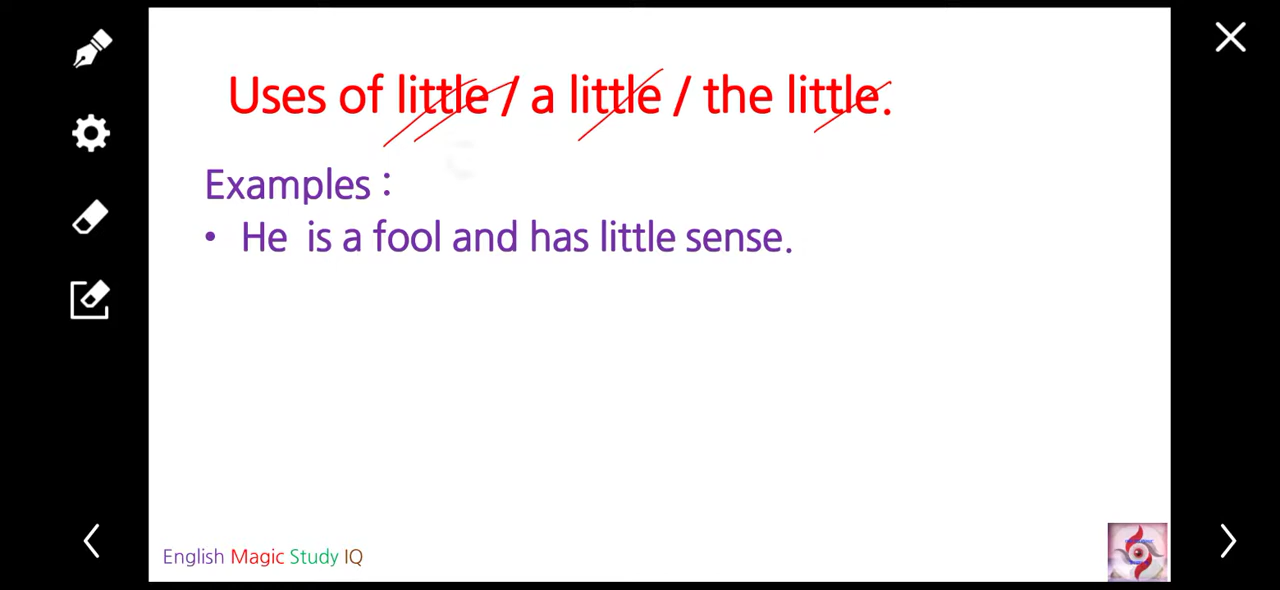 Uses of little / a little / the little.
Examples :
• He is a fool and has little sense.
English Magic Study IQ